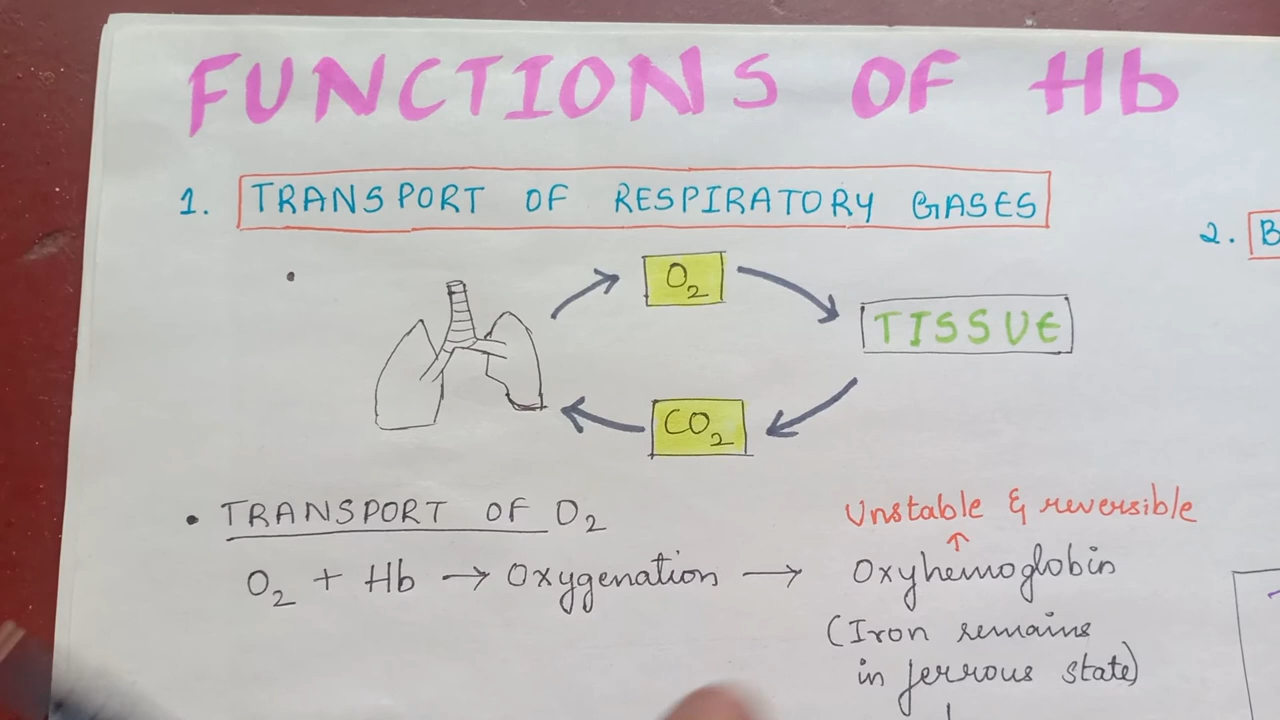 FUNCTIONS OF Hb
1. TRANSPORT OF RESPIRATORY GASES
2. B
O2
TISSUE
CO2
• TRANSPORT OF O2
Unstable & reversible
↑
O2 + Hb → Oxygenation → Oxyhemoglobin
(Iron remains
in ferrous state)